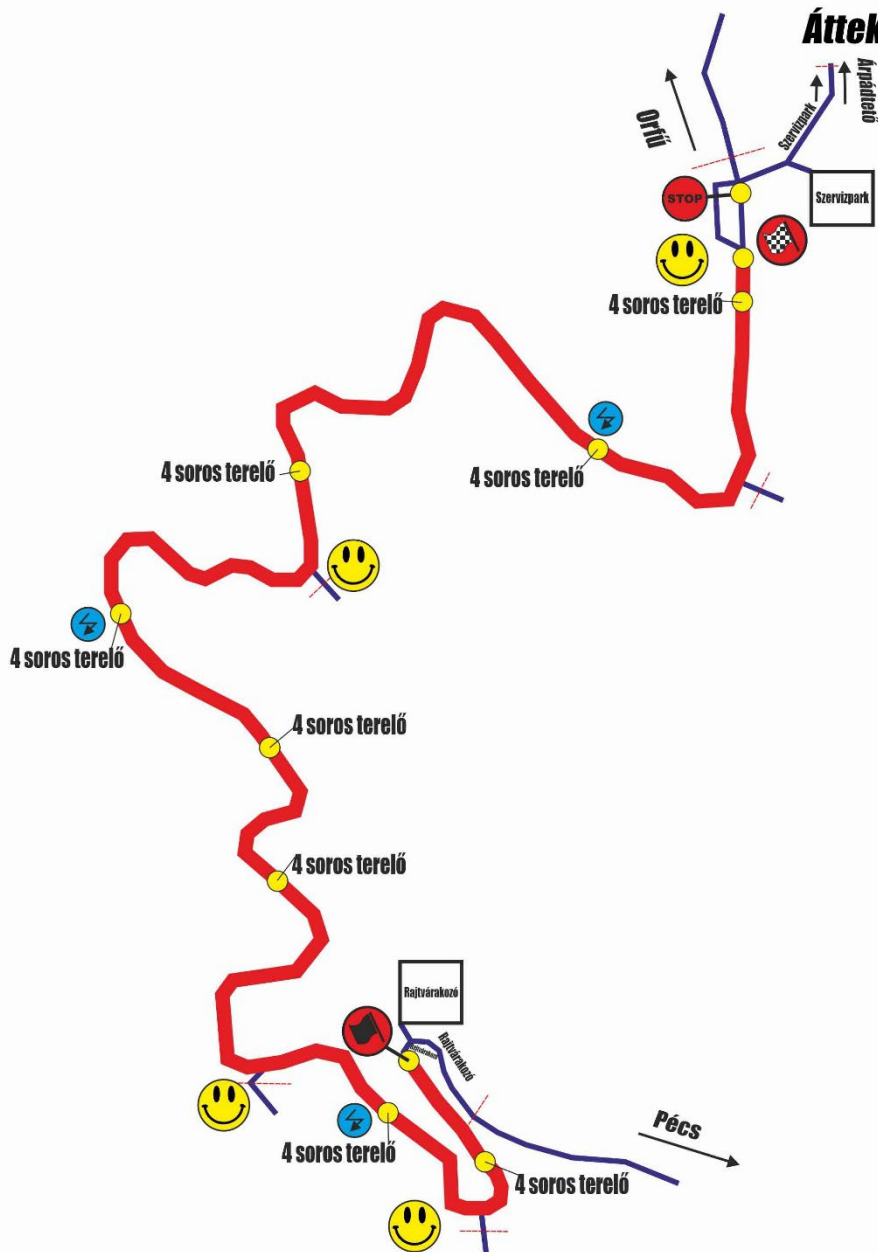 Áttek
Árpádtető
Szervizpark
Orfű
Szervizpark
STOP
4 soros terelő
4 soros terelő
4 soros terelő
4 soros terelő
4 soros terelő
4 soros terelő
Rajtvárakozó
Rajtvárakozó
Rajtvárakozó
Pécs
4 soros terelő
4 soros terelő